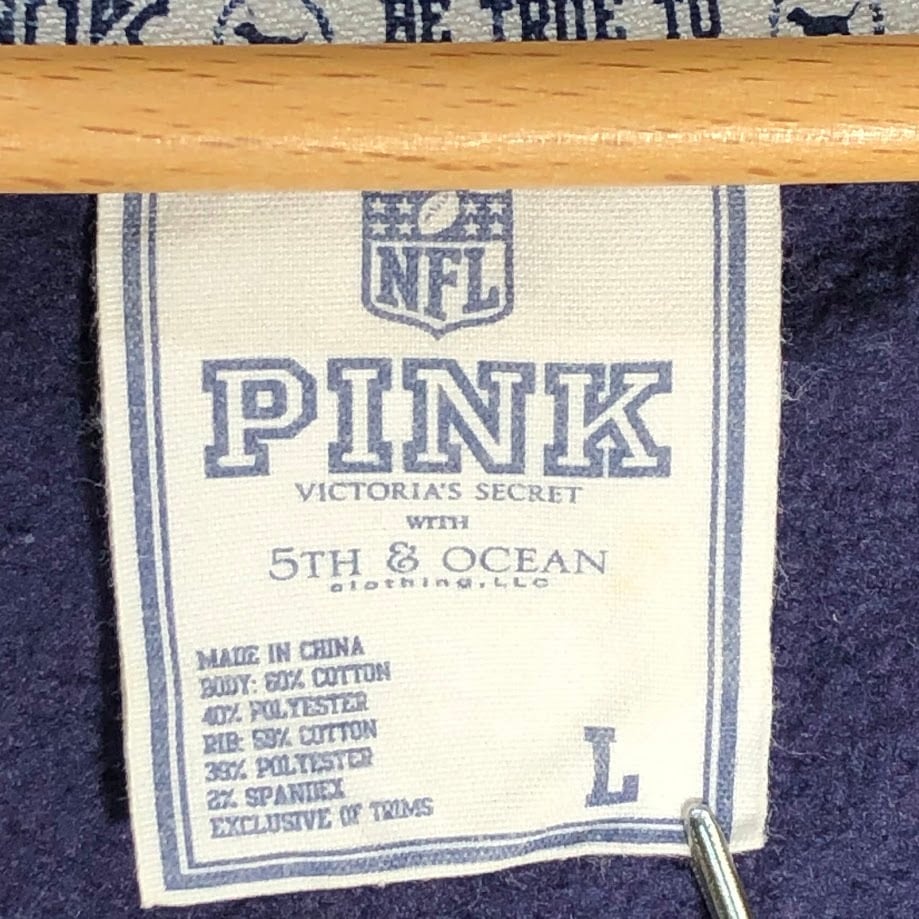 BE TRUE TO
NFL
PINK
VICTORIA'S SECRET
WITH
5TH & OCEAN
clothing, LLC
MADE IN CHINA
BODY: 60% COTTON
40% POLYESTER
RIB: 59% COTTON
39% POLYESTER
2% SPANDEX
EXCLUSIVE OF TRIMS
L